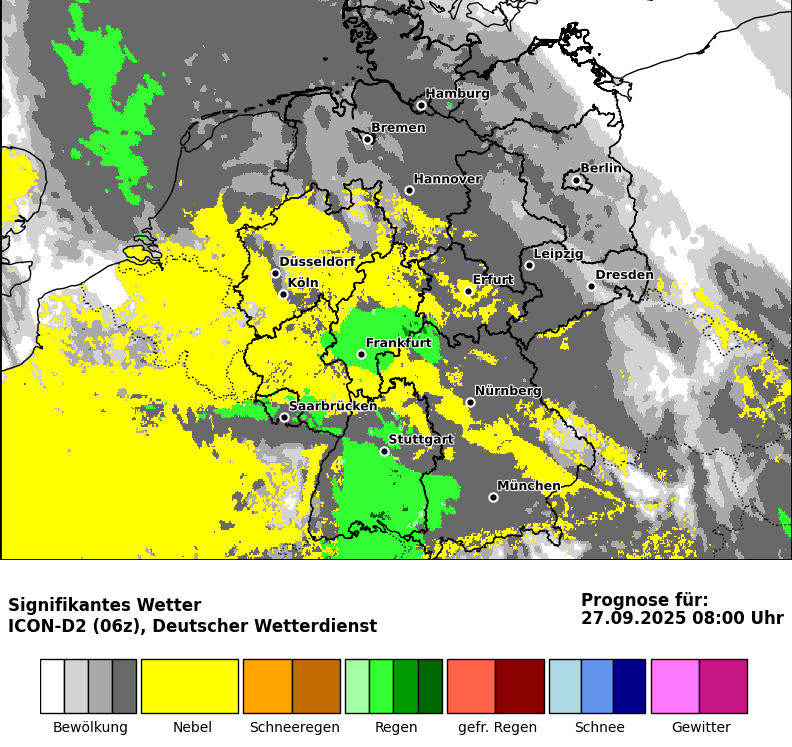 Hamburg
Bremen
Berlin
Hannover
Düsseldorf
Leipzig
Köln
Erfurt
Dresden
Frankfurt
Nürnberg
Saarbrücken
Stuttgart
München
Signifikantes Wetter
ICON-D2 (06z), Deutscher Wetterdienst
Prognose für:
27.09.2025 08:00 Uhr
Bewölkung
Nebel
Schneeregen
Regen
gefr. Regen
Schnee
Gewitter